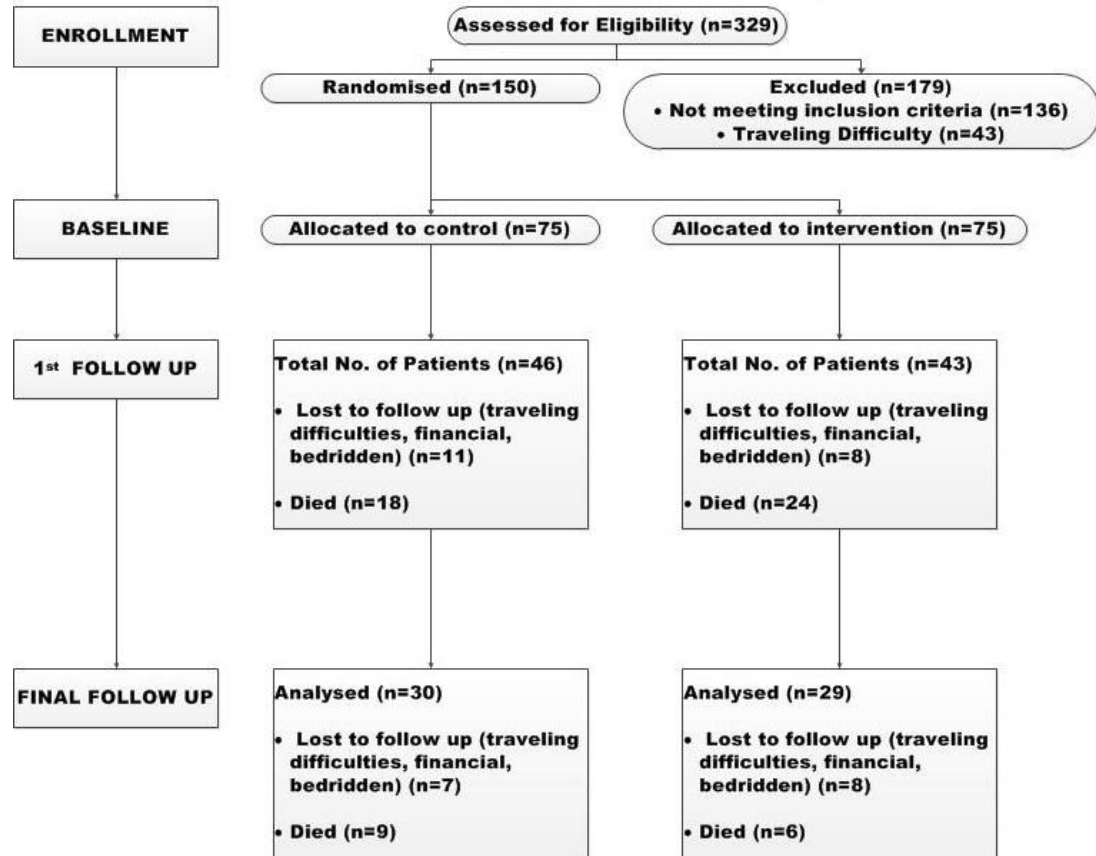 ENROLLMENT
Assessed for Eligibility (n=329)
Randomised (n=150)
Excluded (n=179)
• Not meeting inclusion criteria (n=136)
• Traveling Difficulty (n=43)
BASELINE
Allocated to control (n=75)
Allocated to intervention (n=75)
1st FOLLOW UP
Total No. of Patients (n=46)
• Lost to follow up (traveling
difficulties, financial,
bedridden) (n=11)
• Died (n=18)
Total No. of Patients (n=43)
• Lost to follow up (traveling
difficulties, financial,
bedridden) (n=8)
• Died (n=24)
FINAL FOLLOW UP
Analysed (n=30)
• Lost to follow up (traveling
difficulties, financial,
bedridden) (n=7)
• Died (n=9)
Analysed (n=29)
• Lost to follow up (traveling
difficulties, financial,
bedridden) (n=8)
• Died (n=6)